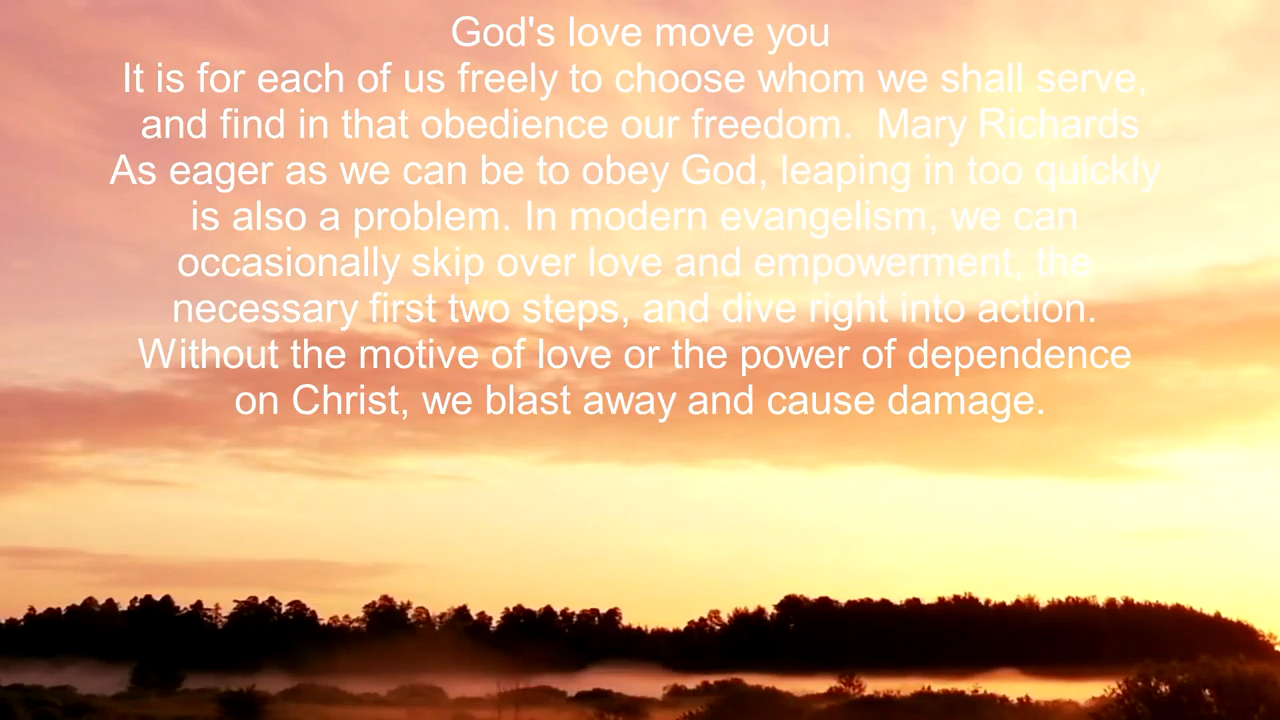 God's love move you
It is for each of us freely to choose whom we shall serve,
and find in that obedience our freedom.  Mary Richards
As eager as we can be to obey God, leaping in too quickly
is also a problem. In modern evangelism, we can
occasionally skip over love and empowerment, the
necessary first two steps, and dive right into action.
Without the motive of love or the power of dependence
on Christ, we blast away and cause damage.